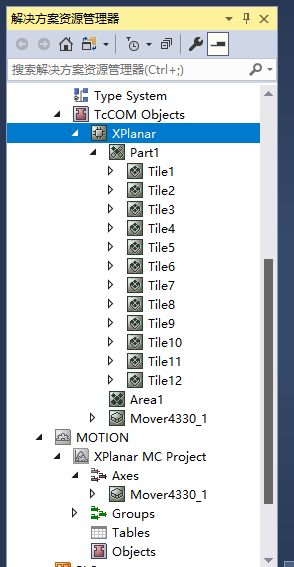 解决方案资源管理器
搜索解决方案资源管理器(Ctrl+;)
Type System
TcCOM Objects
XPlanar
Part1
Tile1
Tile2
Tile3
Tile4
Tile5
Tile6
Tile7
Tile8
Tile9
Tile10
Tile11
Tile12
Area1
Mover4330_1
MOTION
XPlanar MC Project
Axes
Mover4330_1
Groups
Tables
Objects